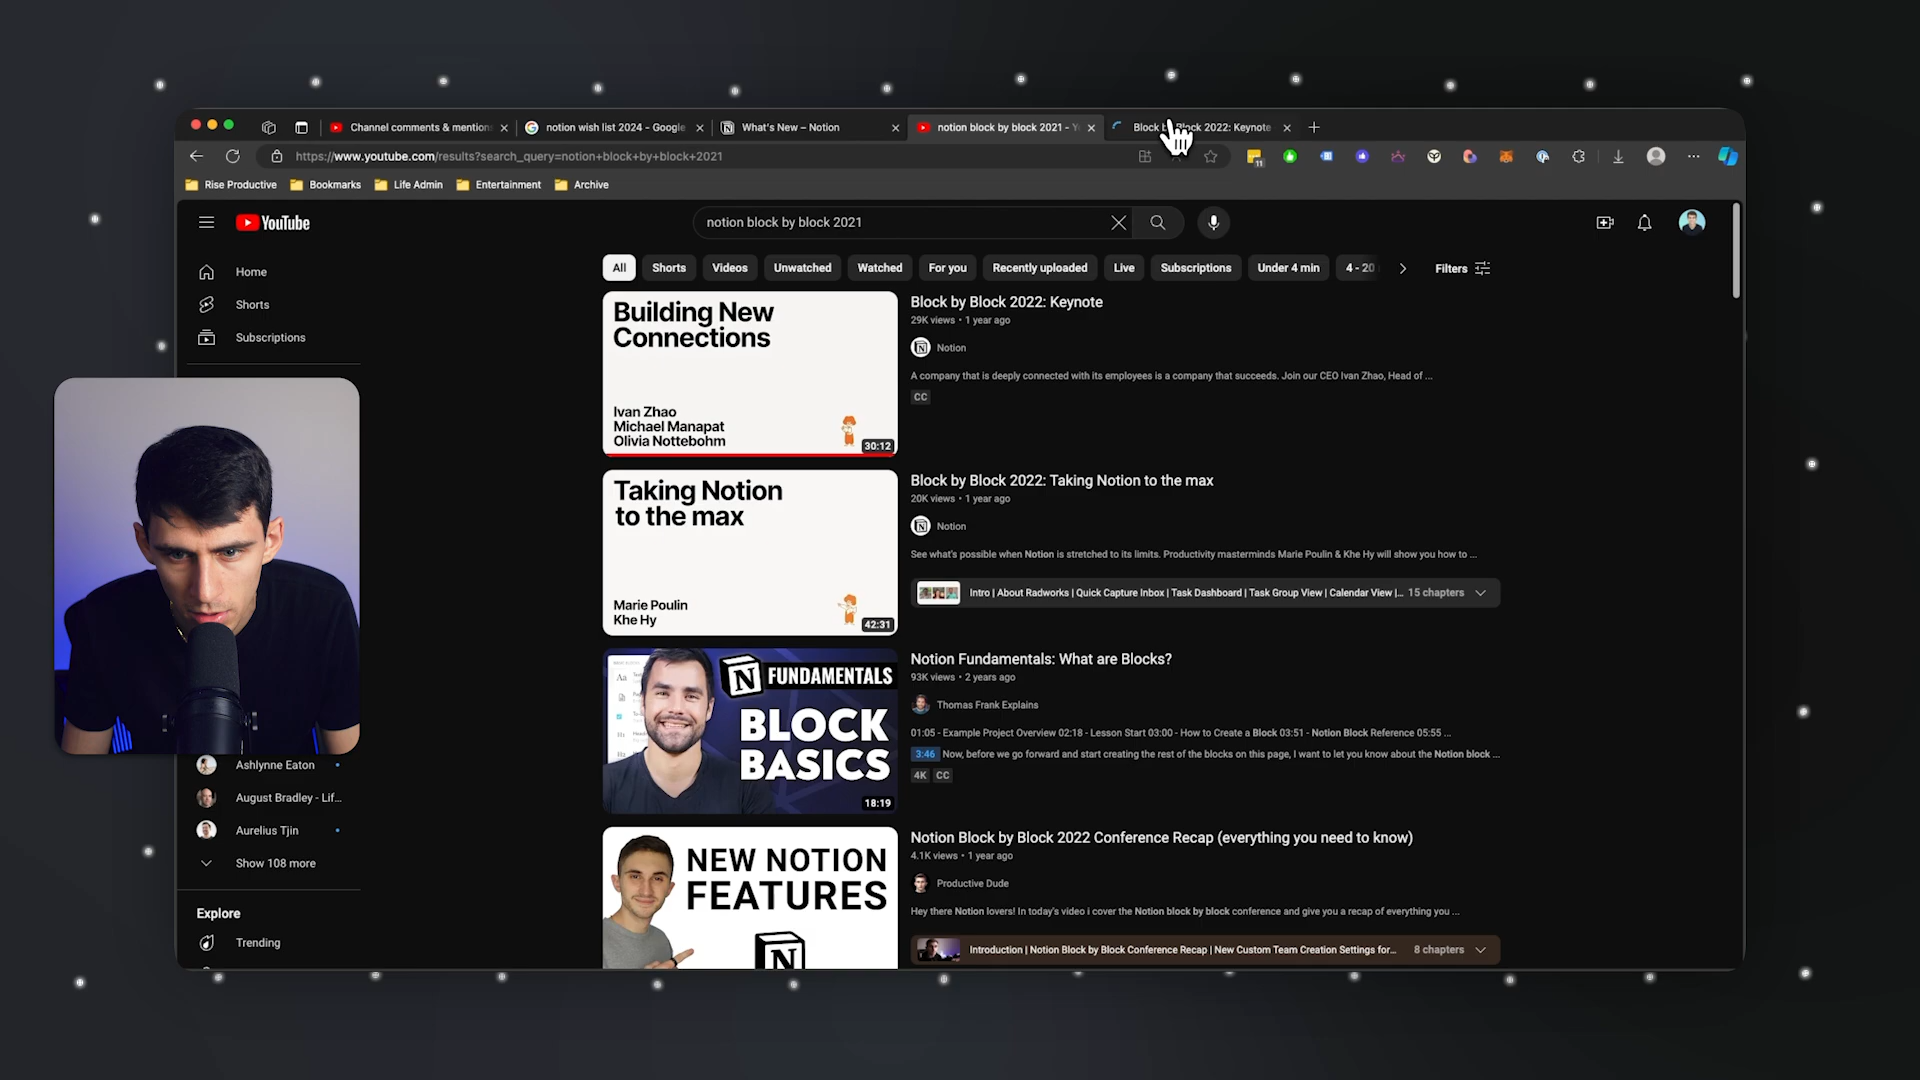 Channel comments & mention
notion wish list 2024 - Google
What's New – Notion
notion block by block 2021 - Y
Block by Block 2022: Keynote
https://www.youtube.com/results?search_query=notion+block+by+block+2021
11
Rise Productive
Bookmarks
Life Admin
Entertainment
Archive
YouTube
notion block by block 2021
Home
Shorts
Subscriptions
All
Shorts
Videos
Unwatched
Watched
For you
Recently uploaded
Live
Subscriptions
Under 4 min
4 - 20
Filters
Building New
Connections
Ivan Zhao
Michael Manapat
Olivia Nottebohm
30:12
Block by Block 2022: Keynote
29K views • 1 year ago
Notion
A company that is deeply connected with its employees is a company that succeeds. Join our CEO Ivan Zhao, Head of ...
CC
Taking Notion
to the max
Marie Poulin
Khe Hy
42:31
Block by Block 2022: Taking Notion to the max
20K views • 1 year ago
Notion
See what's possible when Notion is stretched to its limits. Productivity masterminds Marie Poulin & Khe Hy will show you how to ...
Intro | About Radworks | Quick Capture Inbox | Task Dashboard | Task Group View | Calendar View |... 15 chapters
FUNDAMENTALS
BLOCK
BASICS
18:19
Notion Fundamentals: What are Blocks?
93K views • 2 years ago
Thomas Frank Explains
01:05 - Example Project Overview 02:18 - Lesson Start 03:00 - How to Create a Block 03:51 - Notion Block Reference 05:55 ...
3:46 Now, before we go forward and start creating the rest of the blocks on this page, I want to let you know about the Notion block ...
4K CC
NEW NOTION
FEATURES
Notion Block by Block 2022 Conference Recap (everything you need to know)
4.1K views • 1 year ago
Productive Dude
Hey there Notion lovers! In today's video i cover the Notion block by block conference and give you a recap of everything you ...
Introduction | Notion Block by Block Conference Recap | New Custom Team Creation Settings for... 8 chapters
Ashlynne Eaton
August Bradley - Lif...
Aurelius Tjin
Show 108 more
Explore
Trending